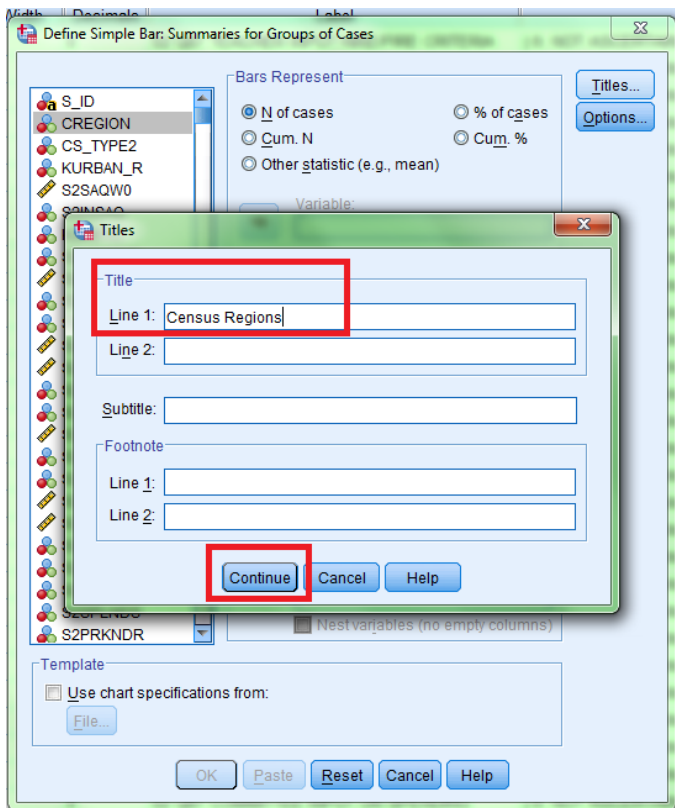 Width Decimals Label
Define Simple Bar: Summaries for Groups of Cases
S_ID
CREGION
CS_TYPE2
KURBAN_R
S2SAQW0
Bars Represent
N of cases
% of cases
Cum. N
Cum. %
Other statistic (e.g., mean)
Variable:
Titles...
Options...
Titles
Title
Line 1: Census Regions
Line 2:
Subtitle:
Footnote
Line 1:
Line 2:
Continue Cancel Help
S2PRKNDR
Nest variables (no empty columns)
Template
Use chart specifications from:
File...
OK Paste Reset Cancel Help